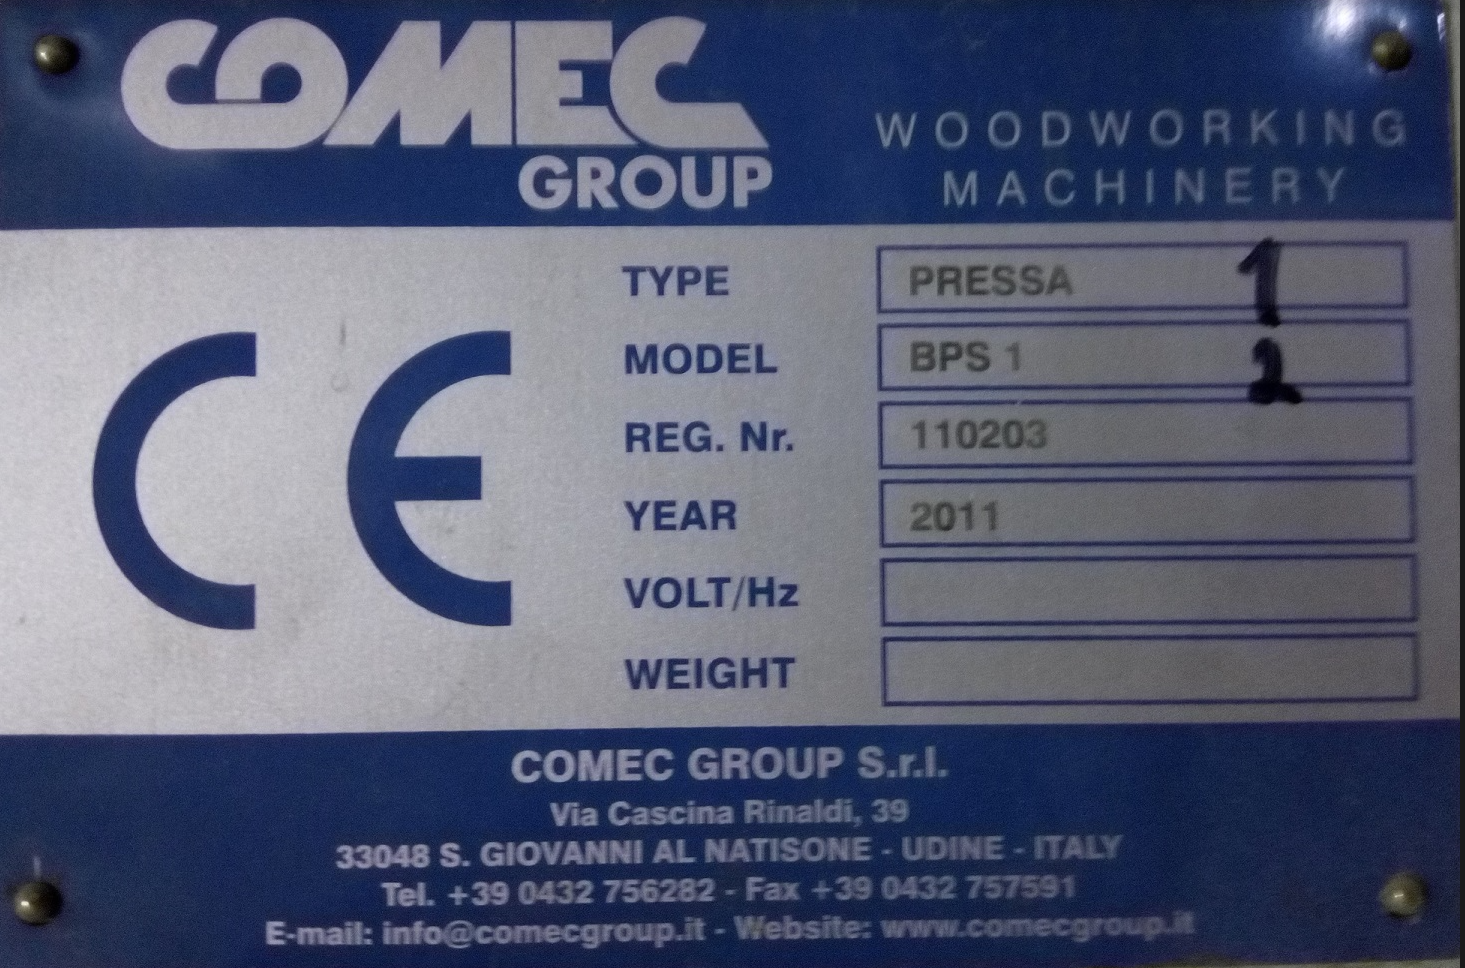 COMEC
GROUP
WOODWORKING
MACHINERY
TYPE PRESSA 1
MODEL BPS 1 2
REG. Nr. 110203
YEAR 2011
VOLT/Hz
WEIGHT
CE
COMEC GROUP S.r.l.
Via Cascina Rinaldi, 39
33048 S. GIOVANNI AL NATISONE - UDINE - ITALY
Tel. +39 0432 756282 - Fax +39 0432 757591
E-mail: info@comecgroup.it - Website: www.comecgroup.it